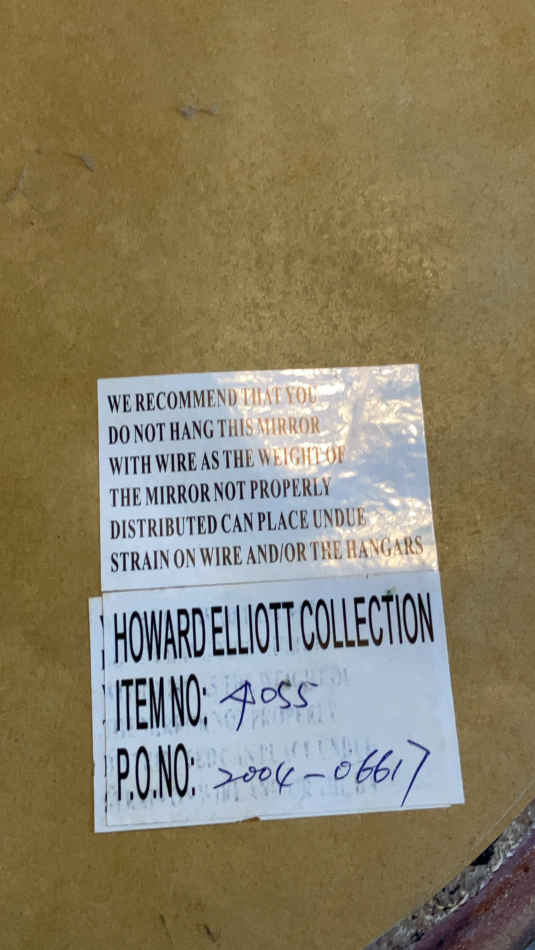 WE RECOMMEND THAT YOU
DO NOT HANG THIS MIRROR
WITH WIRE AS THE WEIGHT OF
THE MIRROR NOT PROPERLY
DISTRIBUTED CAN PLACE UNDUE
STRAIN ON WIRE AND/OR THE HANGARS
HOWARD ELLIOTT COLLECTION
ITEM NO: 4055
P.O.NO: 2004-06617